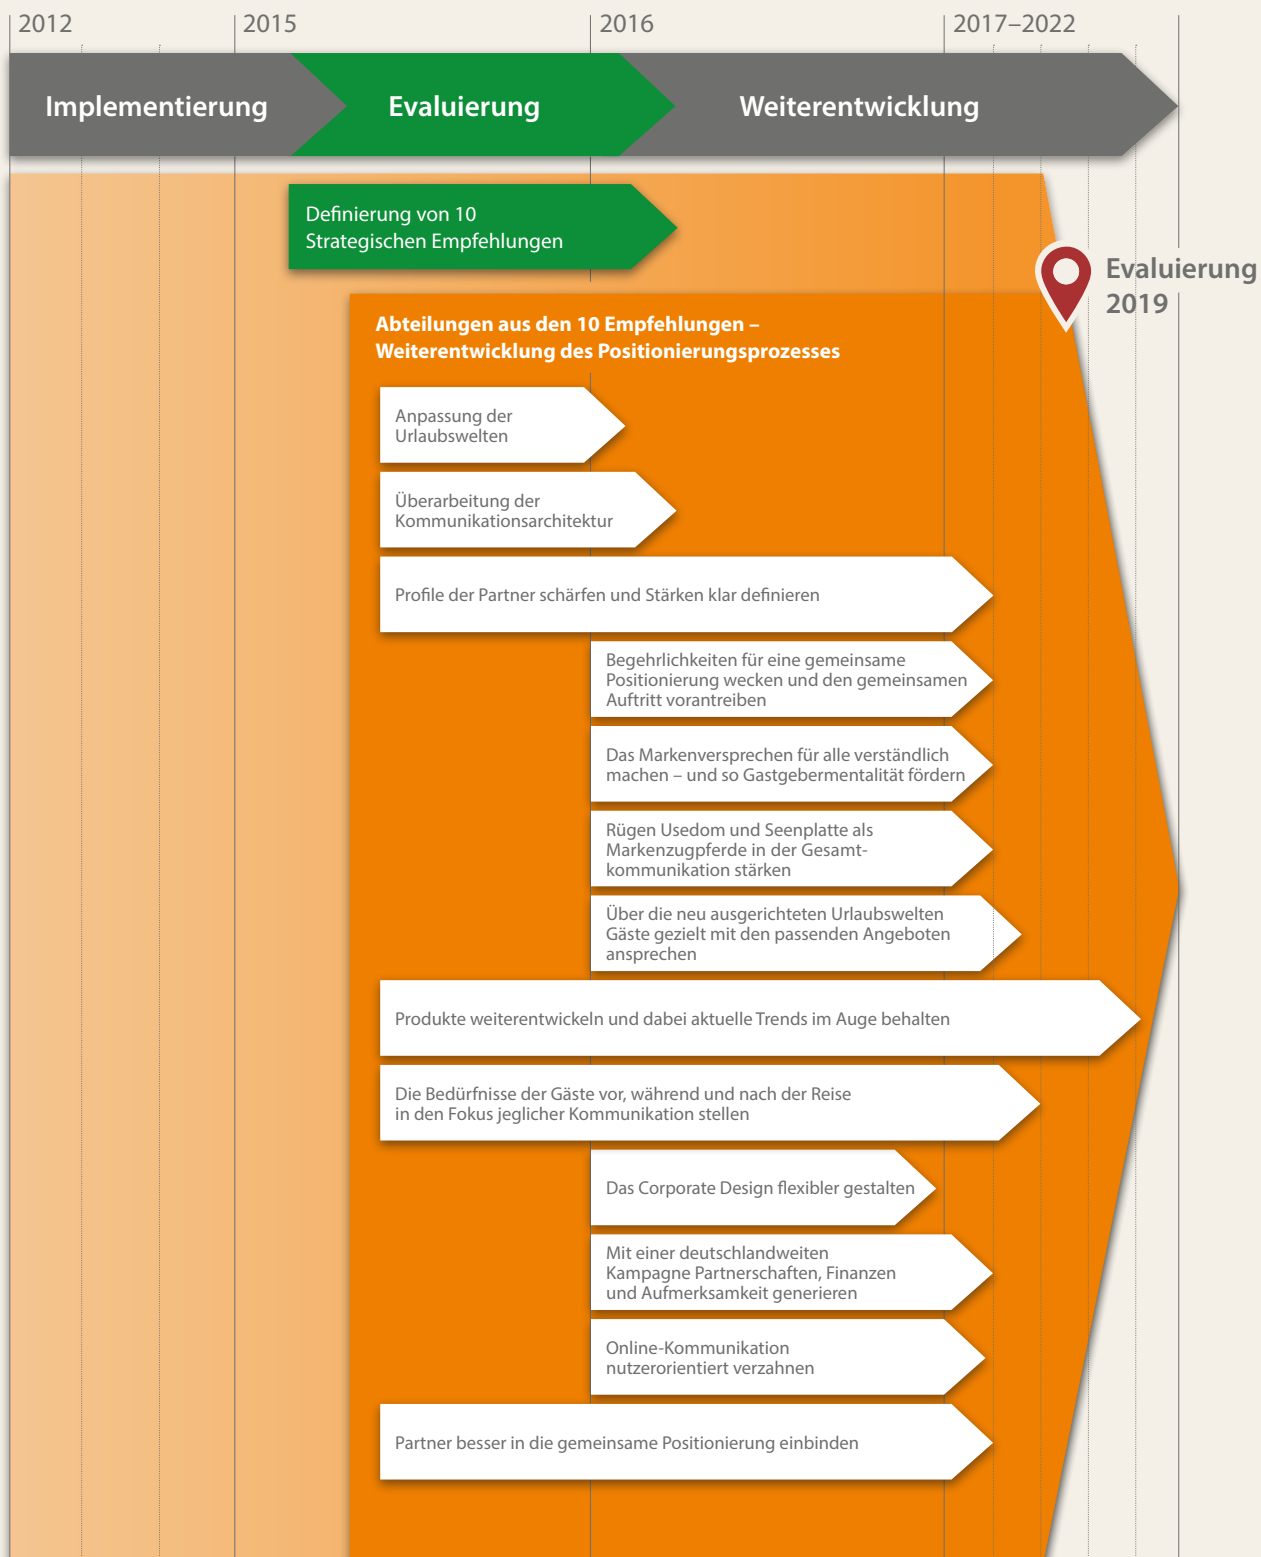 2012
2015
2016
2017–2022
Implementierung
Evaluierung
Weiterentwicklung
Definierung von 10
Strategischen Empfehlungen
Evaluierung
2019
Abteilungen aus den 10 Empfehlungen –
Weiterentwicklung des Positionierungsprozesses
Anpassung der
Urlaubswelten
Überarbeitung der
Kommunikationsarchitektur
Profile der Partner schärfen und Stärken klar definieren
Begehrlichkeiten für eine gemeinsame
Positionierung wecken und den gemeinsamen
Auftritt vorantreiben
Das Markenversprechen für alle verständlich
machen – und so Gastgebermentalität fördern
Rügen Usedom und Seenplatte als
Markenzugpferde in der Gesamt-
kommunikation stärken
Über die neu ausgerichteten Urlaubswelten
Gäste gezielt mit den passenden Angeboten
ansprechen
Produkte weiterentwickeln und dabei aktuelle Trends im Auge behalten
Die Bedürfnisse der Gäste vor, während und nach der Reise
in den Fokus jeglicher Kommunikation stellen
Das Corporate Design flexibler gestalten
Mit einer deutschlandweiten
Kampagne Partnerschaften, Finanzen
und Aufmerksamkeit generieren
Online-Kommunikation
nutzerorientiert verzahnen
Partner besser in die gemeinsame Positionierung einbinden